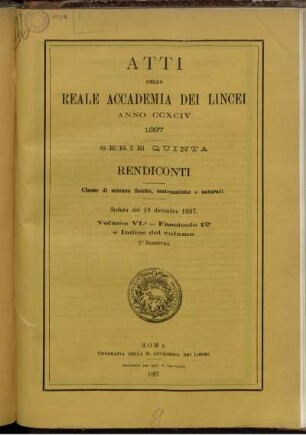 ATTI
DELLA
REALE ACCADEMIA DEI LINCEI
ANNO CCXCIV
1897
SERIE QUINTA
RENDICONTI
Classe di scienze fisiche, matematiche e naturali.
Seduta del 19 dicembre 1897.
Volume VI.° — Fascicolo 12°
e Indice del volume.
2° Semestre
ROMA
TIPOGRAFIA DELLA R. ACCADEMIA DEI LINCEI
1897